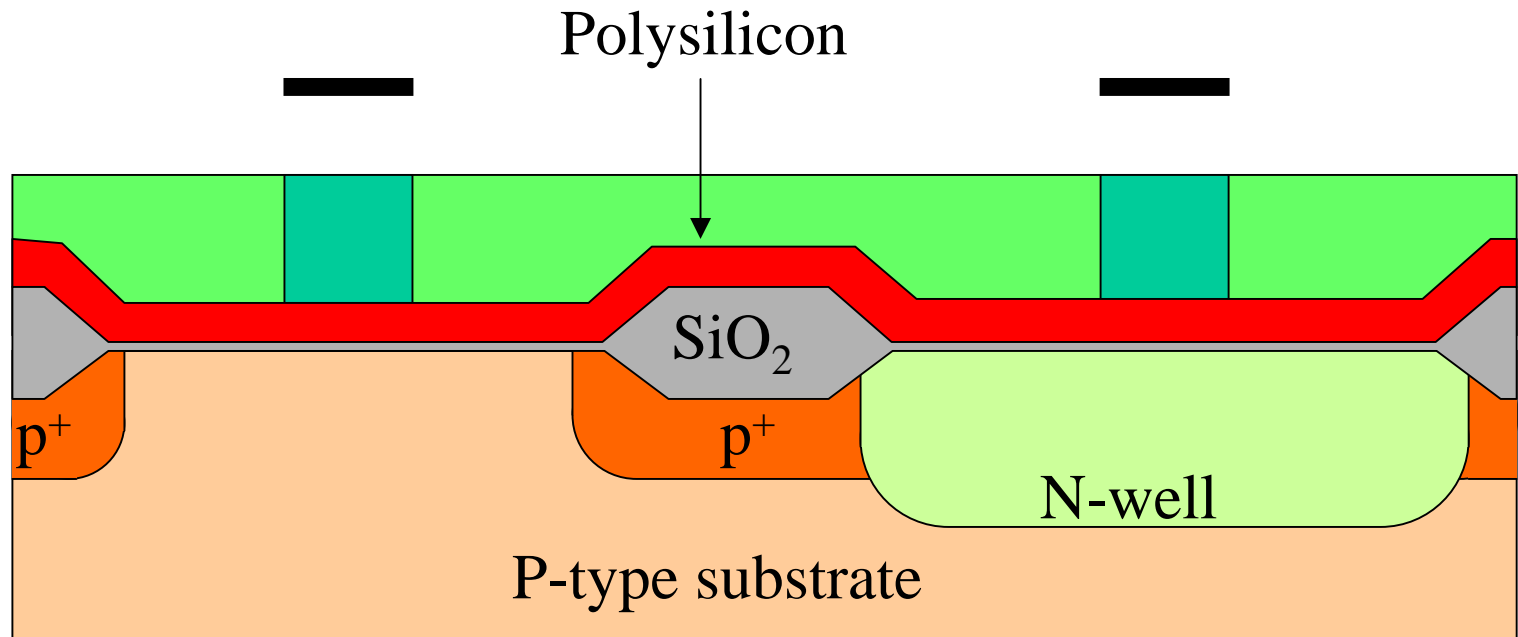 Polysilicon
SiO₂
p⁺
p⁺
N-well
P-type substrate